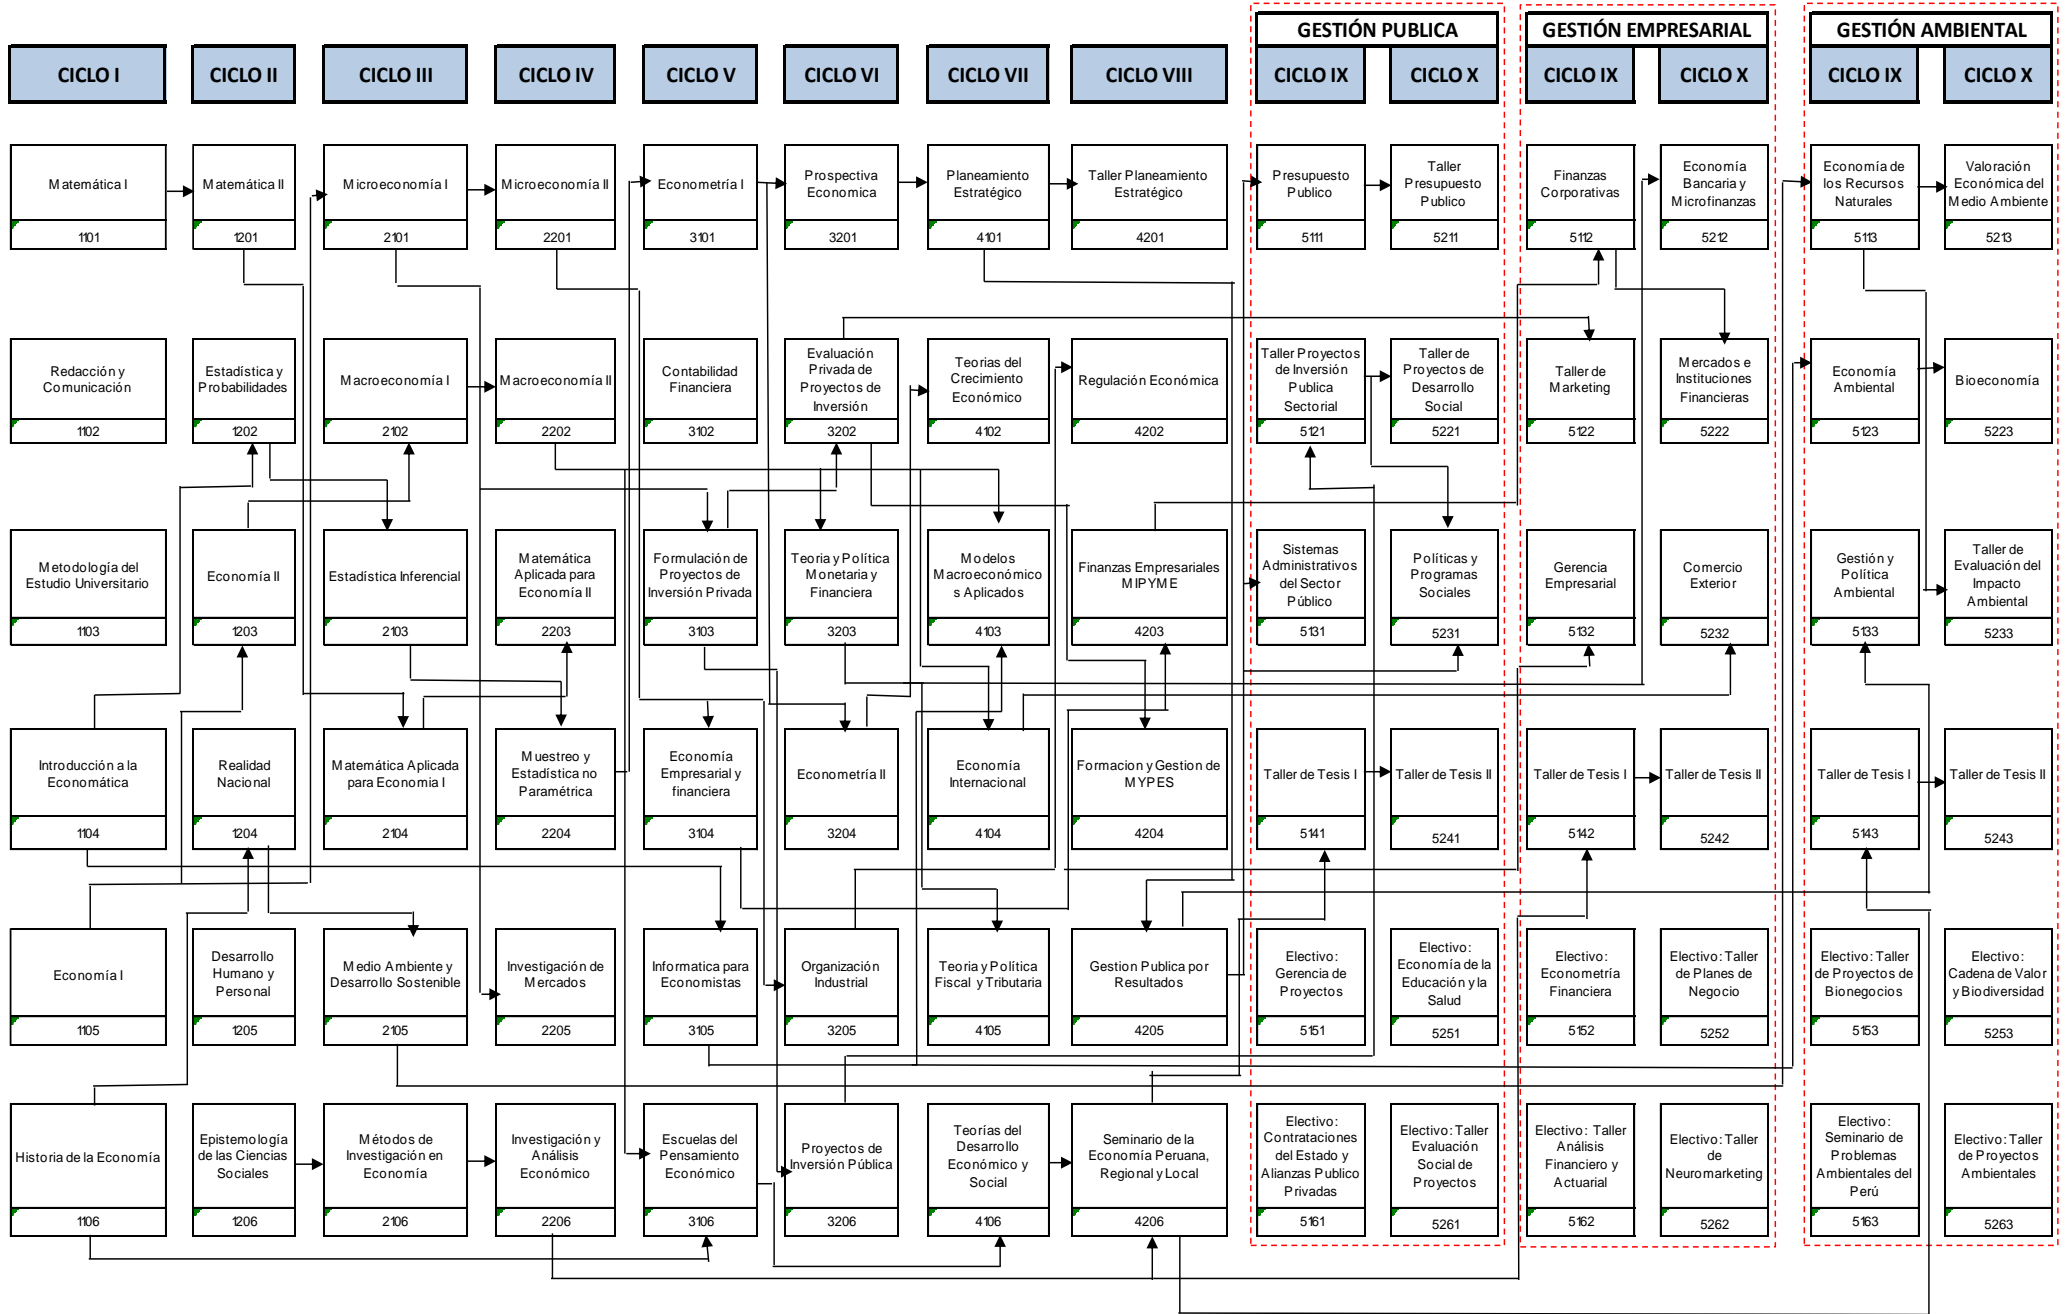 GESTIÓN PUBLICA
GESTIÓN EMPRESARIAL
GESTIÓN AMBIENTAL
CICLO I
CICLO II
CICLO III
CICLO IV
CICLO V
CICLO VI
CICLO VII
CICLO VIII
CICLO IX
CICLO X
CICLO IX
CICLO X
CICLO IX
CICLO X
Matemática I
1101
Matemática II
1201
Microeconomía I
2101
Microeconomía II
2201
Econometría I
3101
Prospectiva
Economica
3201
Planeamiento
Estratégico
4101
Taller Planeamiento
Estratégico
4201
Presupuesto
Publico
5111
Taller
Presupuesto
Publico
5211
Finanzas
Corporativas
5112
Economía
Bancaria y
Microfinanzas
5212
Economía de
los Recursos
Naturales
5113
Valoración
Económica del
Medio Ambiente
5213
Redacción y
Comunicación
1102
Estadística y
Probabilidades
1202
Macroeconomía I
2102
Macroeconomía II
2202
Contabilidad
Financiera
3102
Evaluación
Privada de
Proyectos de
Inversión
3202
Teorias del
Crecimiento
Económico
4102
Regulación Económica
4202
Taller Proyectos
de Inversión
Publica
Sectorial
5121
Taller de
Proyectos de
Desarrollo
Social
5221
Taller de
Marketing
5122
Mercados e
Instituciones
Financieras
5222
Economía
Ambiental
5123
Bioeconomía
5223
Metodología del
Estudio Universitario
1103
Economía II
1203
Estadística Inferencial
2103
Matemática
Aplicada para
Economía II
2203
Formulación de
Proyectos de
Inversión Privada
3103
Teoria y Política
Monetaria y
Financiera
3203
Modelos
Macroeconómico
s Aplicados
4103
Finanzas Empresariales
MIPYME
4203
Sistemas
Administrativos
del Sector
Público
5131
Políticas y
Programas
Sociales
5231
Gerencia
Empresarial
5132
Comercio
Exterior
5232
Gestión y
Política
Ambiental
5133
Taller de
Evaluación del
Impacto
Ambiental
5233
Introducción a la
Economática
1104
Realidad
Nacional
1204
Matemática Aplicada
para Economia I
2104
Muestreo y
Estadística no
Paramétrica
2204
Economía
Empresarial y
financiera
3104
Econometría II
3204
Economía
Internacional
4104
Formacion y Gestion de
MYPES
4204
Taller de Tesis I
5141
Taller de Tesis II
5241
Taller de Tesis I
5142
Taller de Tesis II
5242
Taller de Tesis I
5143
Taller de Tesis II
5243
Economía I
1105
Desarrollo
Humano y
Personal
1205
Medio Ambiente y
Desarrollo Sostenible
2105
Investigación de
Mercados
2205
Informatica para
Economistas
3105
Organización
Industrial
3205
Teoria y Política
Fiscal y Tributaria
4105
Gestion Publica por
Resultados
4205
Electivo:
Gerencia de
Proyectos
5151
Electivo:
Economía de la
Educación y la
Salud
5251
Electivo:
Econometría
Financiera
5152
Electivo: Taller
de Planes de
Negocio
5252
Electivo: Taller
de Proyectos de
Bionegocios
5153
Electivo:
Cadena de Valor
y Biodiversidad
5253
Historia de la Economía
1106
Epistemología
de las Ciencias
Sociales
1206
Métodos de
Investigación en
Economía
2106
Investigación y
Análisis
Económico
2206
Escuelas del
Pensamiento
Económico
3106
Proyectos de
Inversión Pública
3206
Teorías del
Desarrollo
Económico y
Social
4106
Seminario de la
Economía Peruana,
Regional y Local
4206
Electivo:
Contrataciones
del Estado y
Alianzas Publico
Privadas
5161
Electivo: Taller
Evaluación
Social de
Proyectos
5261
Electivo: Taller
Análisis
Financiero y
Actuarial
5162
Electivo: Taller
de
Neuromarketing
5262
Electivo:
Seminario de
Problemas
Ambientales del
Perú
5163
Electivo: Taller
de Proyectos
Ambientales
5263